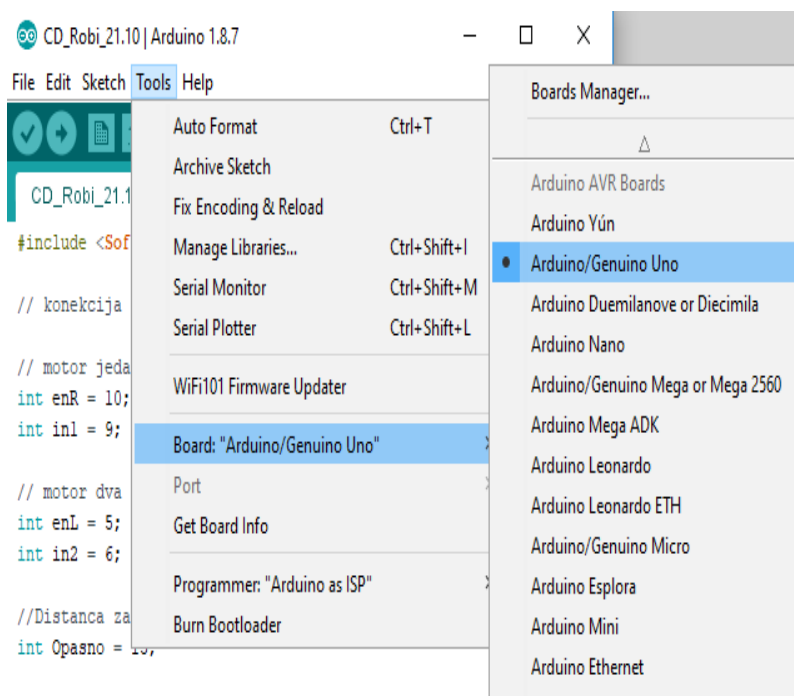 CD_Robi_21.10 | Arduino 1.8.7
File Edit Sketch Tools Help
CD_Robi_21.1
#include <Sof
// konekcija
// motor jeda
int enR = 10;
int in1 = 9;
// motor dva
int enL = 5;
int in2 = 6;
//Distanca za
int Opasno =
Auto Format Ctrl+T
Archive Sketch
Fix Encoding & Reload
Manage Libraries... Ctrl+Shift+I
Serial Monitor Ctrl+Shift+M
Serial Plotter Ctrl+Shift+L
WiFi101 Firmware Updater
Board: "Arduino/Genuino Uno"
Port
Get Board Info
Programmer: "Arduino as ISP"
Burn Bootloader
Boards Manager...
Arduino AVR Boards
Arduino Yún
Arduino/Genuino Uno
Arduino Duemilanove or Diecimila
Arduino Nano
Arduino/Genuino Mega or Mega 2560
Arduino Mega ADK
Arduino Leonardo
Arduino Leonardo ETH
Arduino/Genuino Micro
Arduino Esplora
Arduino Mini
Arduino Ethernet